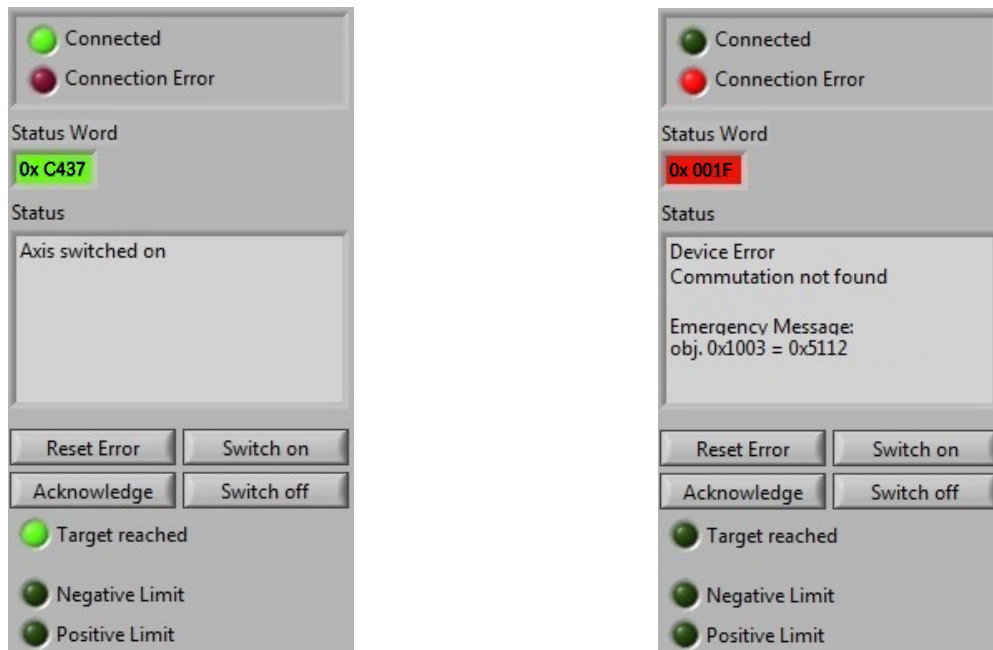 Connected
Connection Error
Status Word
0x C437
Status
Axis switched on
Reset Error
Switch on
Acknowledge
Switch off
Target reached
Negative Limit
Positive Limit
Connected
Connection Error
Status Word
0x 001F
Status
Device Error
Commutation not found
Emergency Message:
obj. 0x1003 = 0x5112
Reset Error
Switch on
Acknowledge
Switch off
Target reached
Negative Limit
Positive Limit